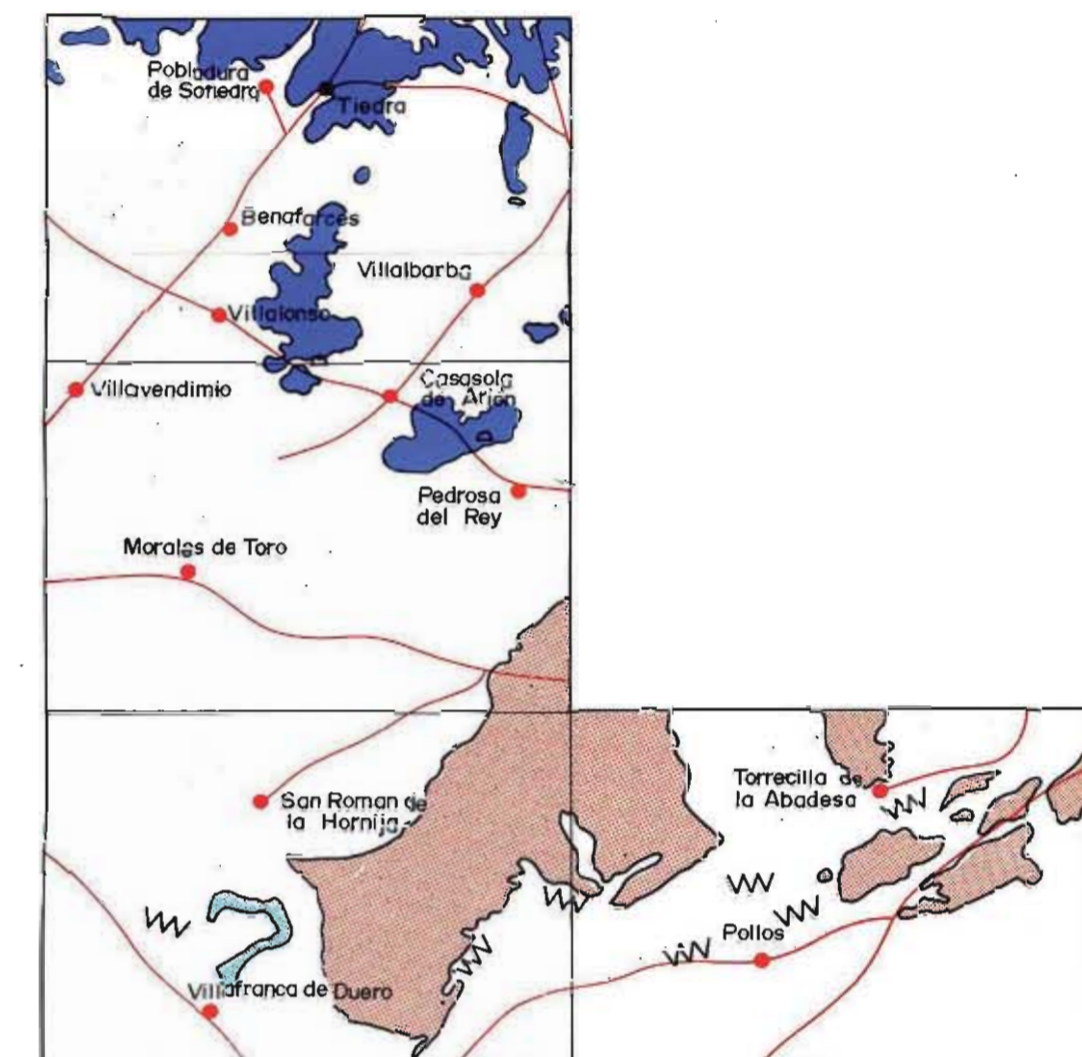 Pobladura
de Sotiedra
Tiedra
Benafarces
Villalbarba
Villalonso
Villavendimio
Casasola
de Arión
Pedrosa
del Rey
Morales de Toro
Torrecilla de
la Abadesa
San Roman de
la Hornija
Pollos
Villafranca de Duero